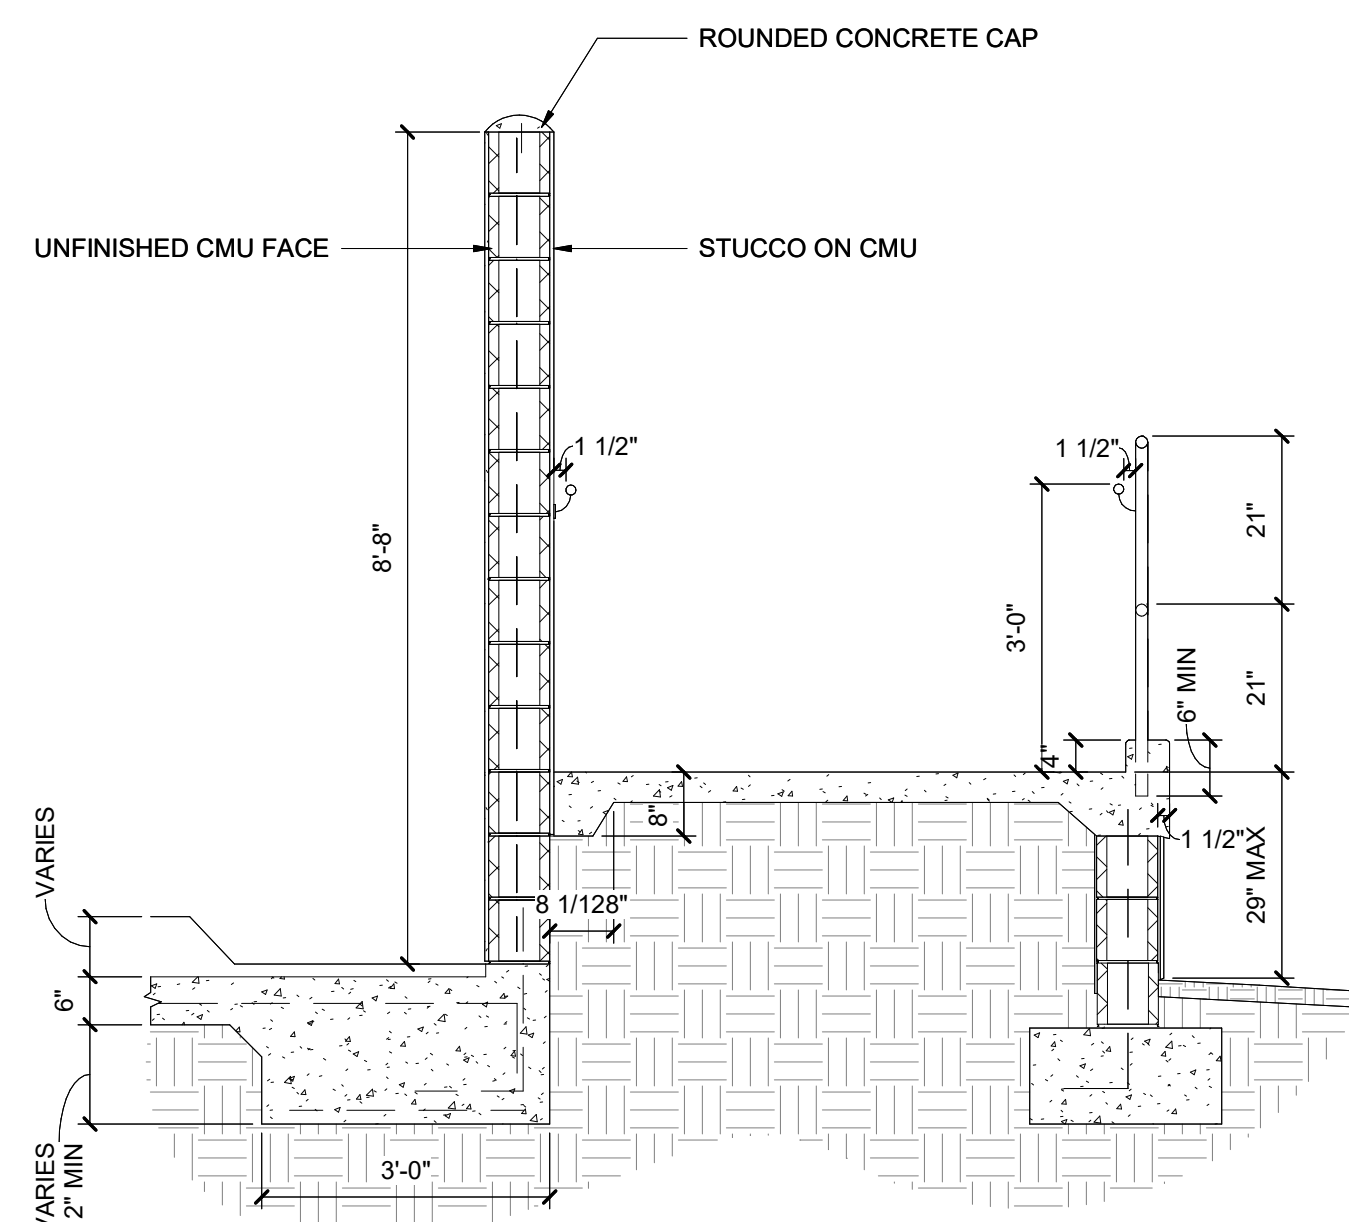 ROUNDED CONCRETE CAP
UNFINISHED CMU FACE
STUCCO ON CMU
1 1/2"
1 1/2"
8'-8"
21"
3'-0"
21"
6" MIN
4"
8"
1 1/2"
29" MAX
VARIES
8 1/128"
6"
3'-0"
VARIES
2" MIN